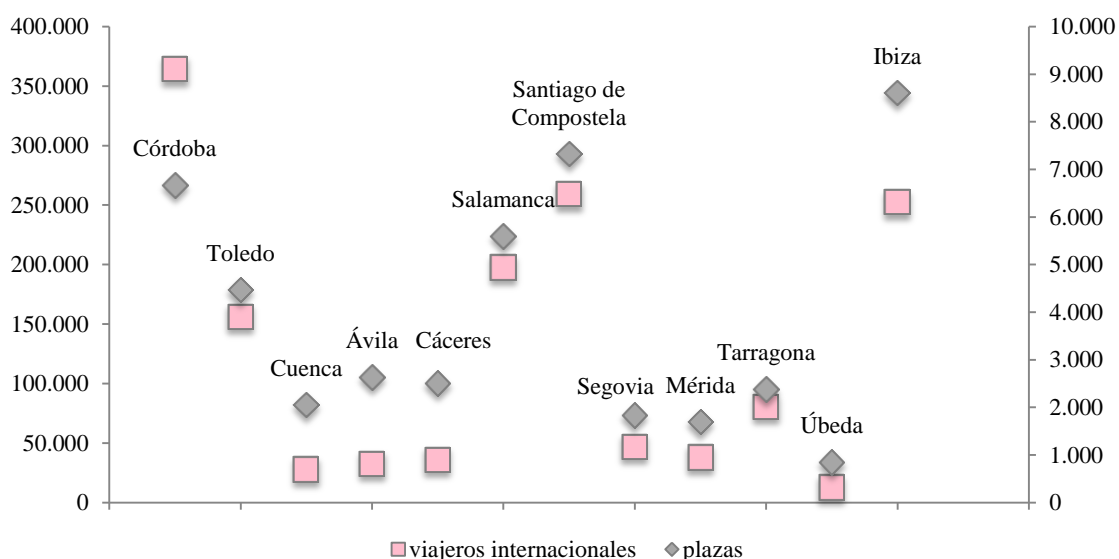 400.000
350.000
300.000
250.000
200.000
150.000
100.000
50.000
0
10.000
9.000
8.000
7.000
6.000
5.000
4.000
3.000
2.000
1.000
0
Córdoba
Toledo
Cuenca
Ávila
Cáceres
Salamanca
Santiago de
Compostela
Segovia
Mérida
Tarragona
Úbeda
Ibiza
viajeros internacionales
plazas